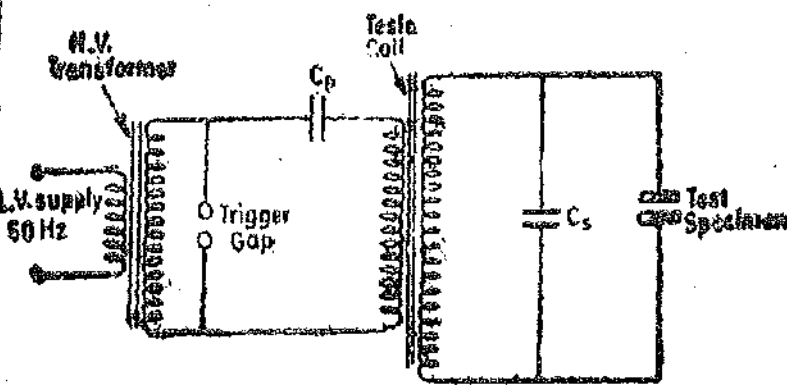 H.V.
Transformer
Tesla
Coil
Cp
L.V. supply
50 Hz
Trigger
Gap
Cs
Test
Specimen